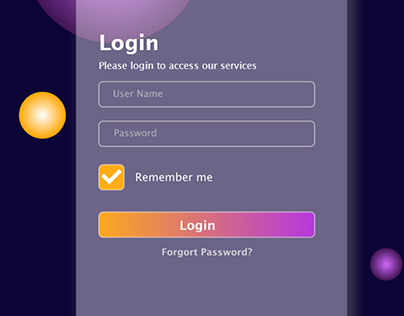 Login
Please login to access our services
User Name
Password
Remember me
Login
Forgort Password?